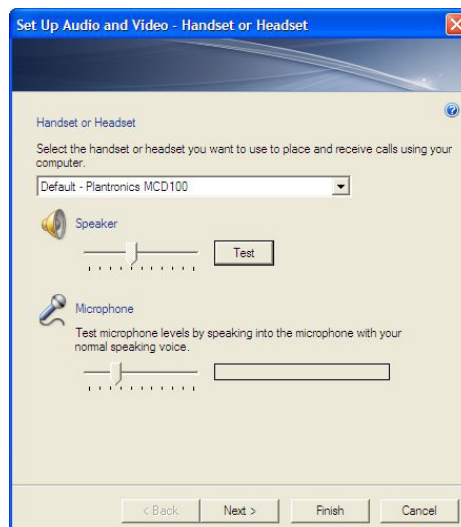 Set Up Audio and Video - Handset or Headset
Handset or Headset
Select the handset or headset you want to use to place and receive calls using your
computer.
Default - Plantronics MCD100
Speaker
Test
Microphone
Test microphone levels by speaking into the microphone with your
normal speaking voice.
< Back
Next >
Finish
Cancel